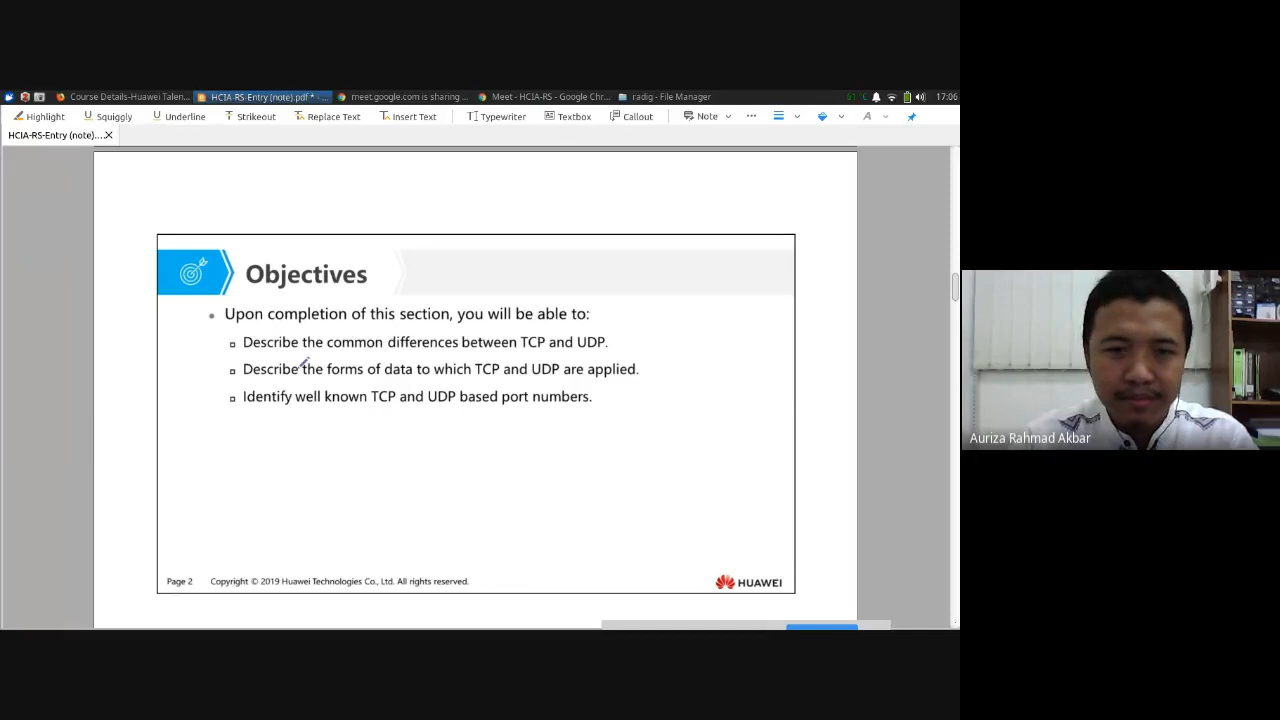 Course Details-Huawei Talen...
HCIA-RS-Entry (note).pdf * - ...
meet.google.com is sharing ...
Meet - HCIA-RS - Google Chr...
radig - File Manager
61 °C
17:06
Highlight
Squiggly
Underline
Strikeout
Replace Text
Insert Text
Typewriter
Textbox
Callout
Note
HCIA-RS-Entry (note)....
Objectives
Upon completion of this section, you will be able to:
Describe the common differences between TCP and UDP.
Describe the forms of data to which TCP and UDP are applied.
Identify well known TCP and UDP based port numbers.
Page 2
Copyright © 2019 Huawei Technologies Co., Ltd. All rights reserved.
HUAWEI
Auriza Rahmad Akbar